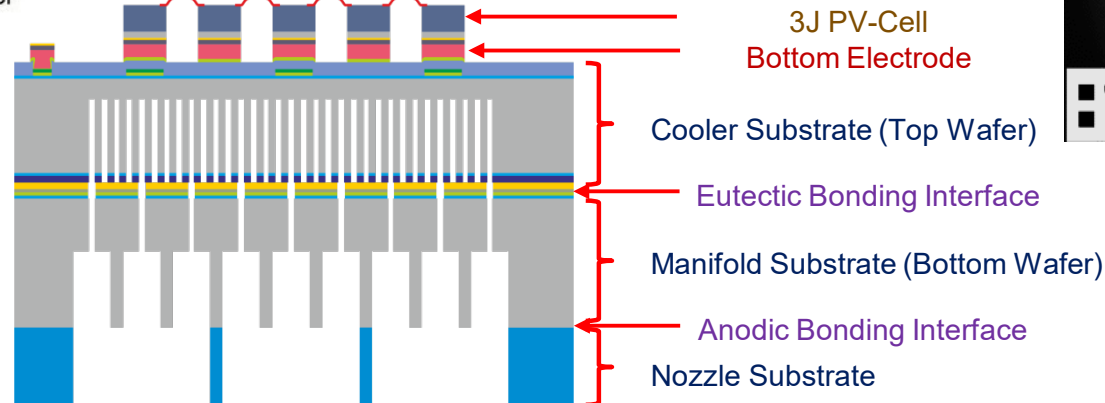 3J PV-Cell
Bottom Electrode
Cooler Substrate (Top Wafer)
Eutectic Bonding Interface
Manifold Substrate (Bottom Wafer)
Anodic Bonding Interface
Nozzle Substrate